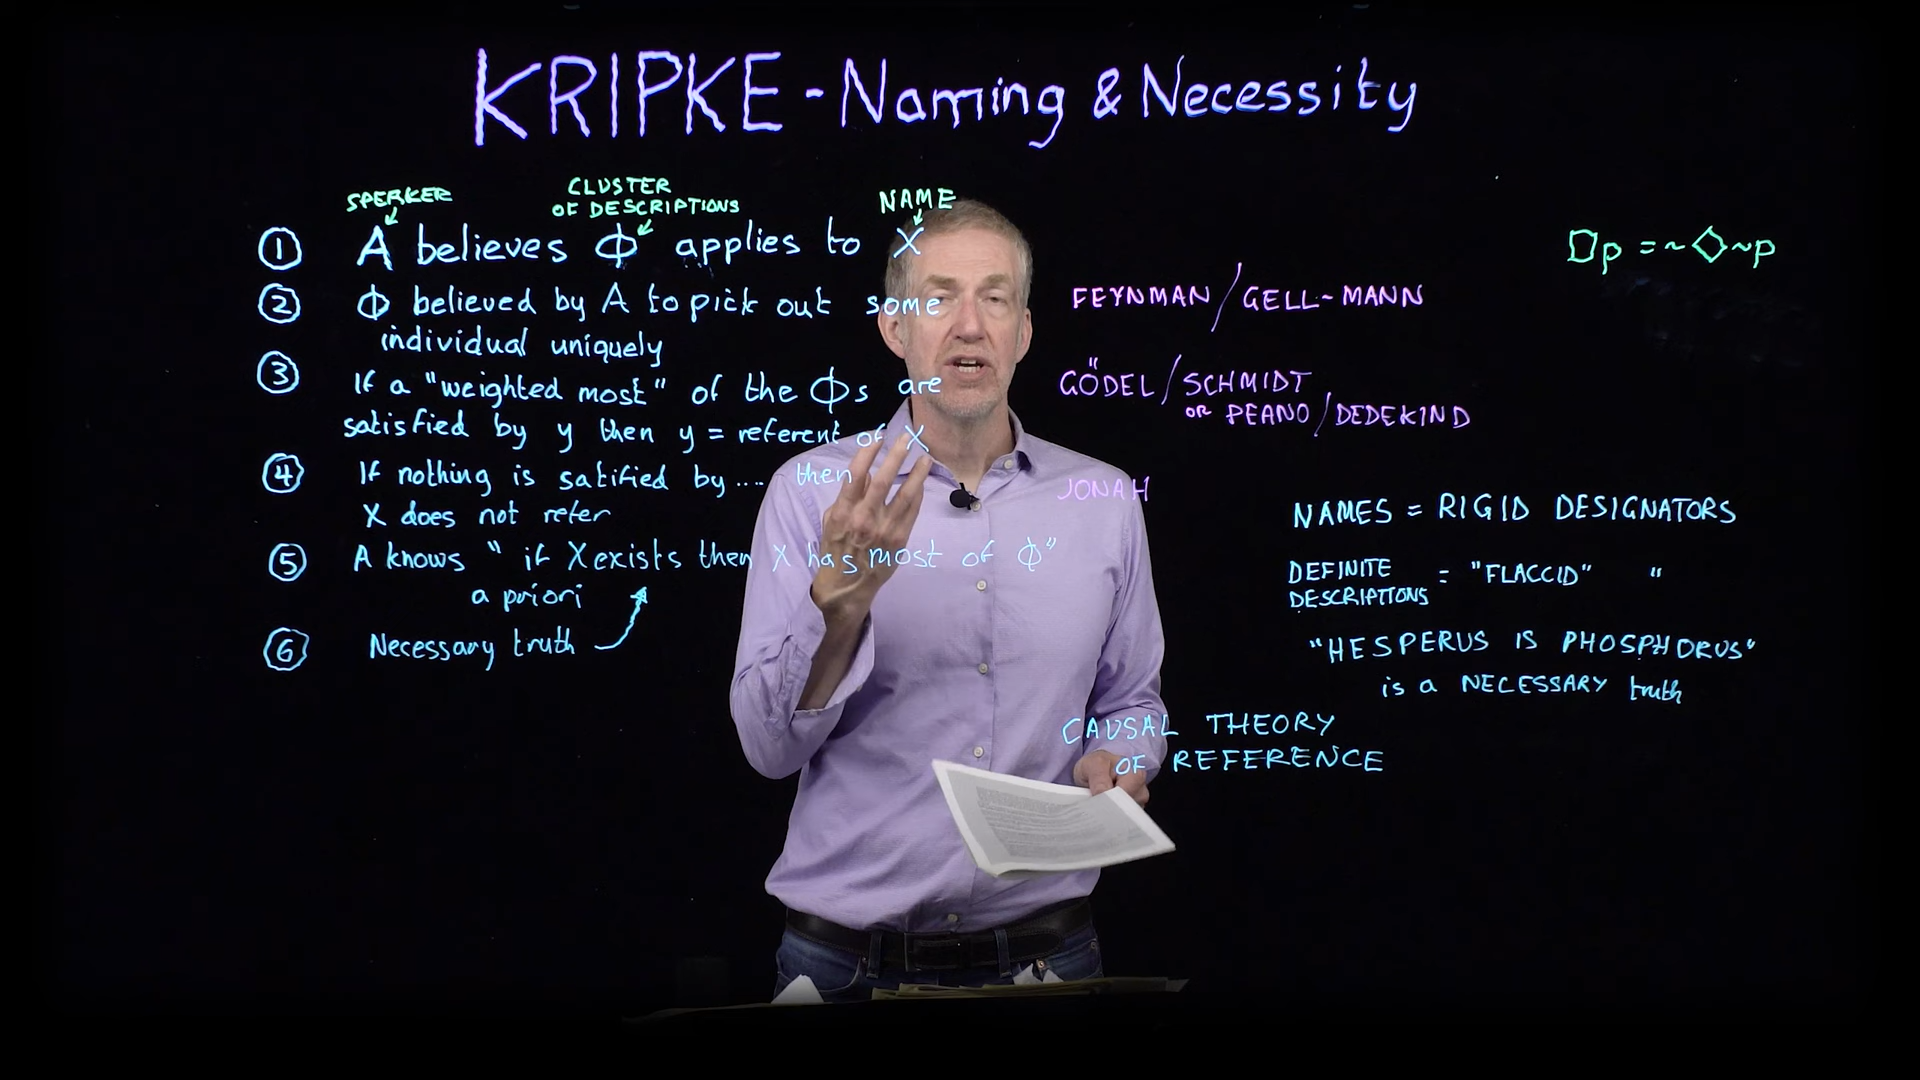 KRIPKE - Naming & Necessity
SPEAKER
CLUSTER
OF DESCRIPTIONS
NAME
① A believes Φ applies to X
② Φ believed by A to pick out some
individual uniquely
③ If a "weighted most" of the Φs are
satisfied by y then y = referent of X
④ If nothing is satified by ... then
X does not refer
⑤ A knows "if X exists then X has most of Φ"
a priori
⑥ Necessary truth
FEYNMAN / GELL-MANN
GÖDEL / SCHMIDT
OR PEANO / DEDEKIND
JONAH
□p = ~◇~p
NAMES = RIGID DESIGNATORS
DEFINITE
DESCRIPTIONS = "FLACCID" "
"HESPERUS IS PHOSPHORUS"
is a NECESSARY truth
CAUSAL THEORY
OF REFERENCE